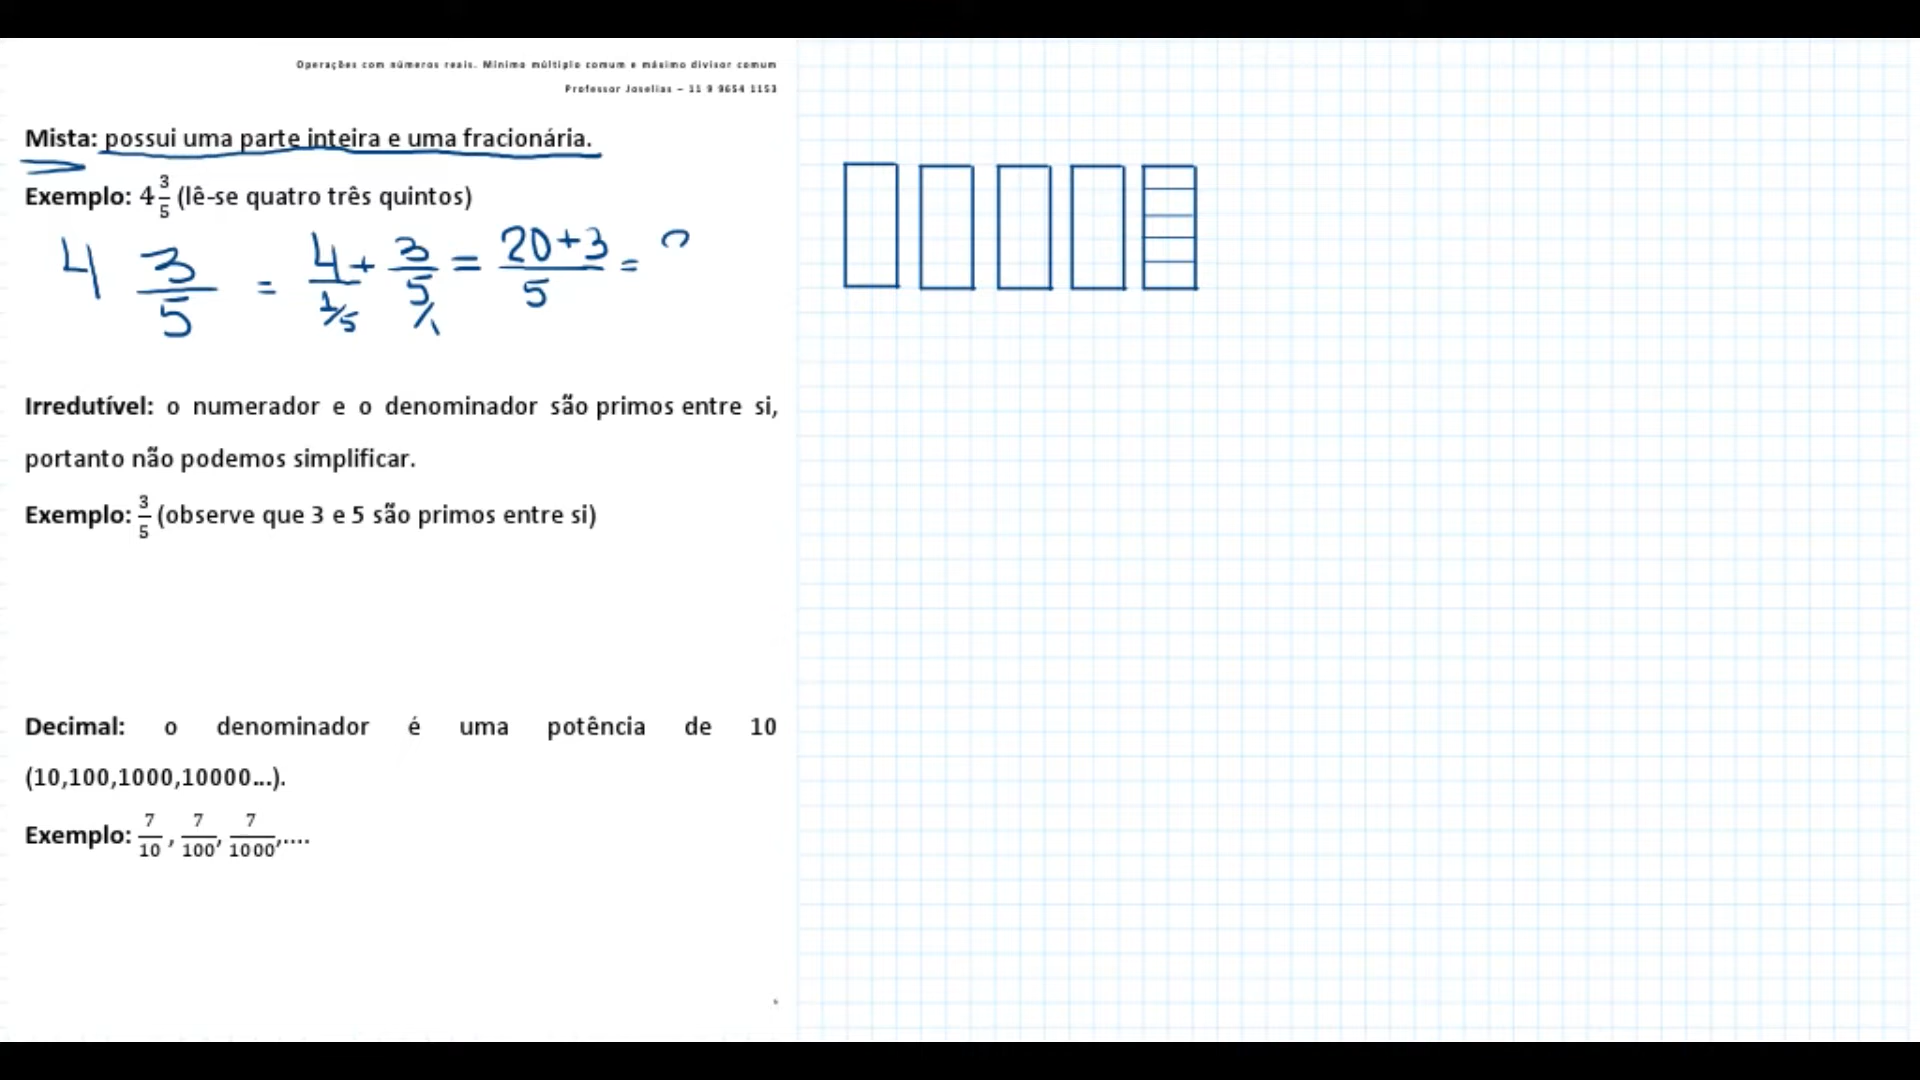 Operações com números reais. Mínimo múltiplo comum e máximo divisor comum
Professor Joselias – 11 9 9654 1153
Mista: possui uma parte inteira e uma fracionária.
Exemplo: 4 3/5 (lê-se quatro três quintos)
4 3/5 = 4/1 + 3/5 = 20+3/5 =
/5 /1
Irredutível: o numerador e o denominador são primos entre si,
portanto não podemos simplificar.
Exemplo: 3/5 (observe que 3 e 5 são primos entre si)
Decimal: o denominador é uma potência de 10
(10,100,1000,10000...).
Exemplo: 7/10 , 7/100, 7/1000,....